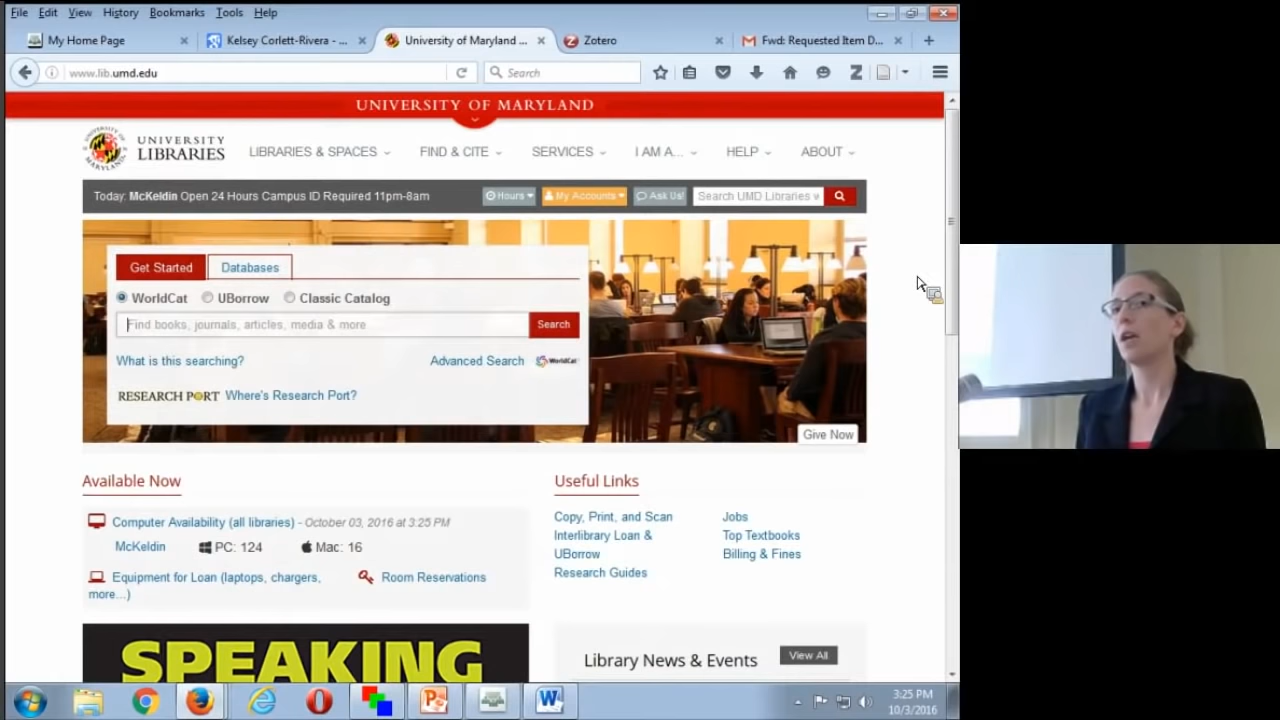 File Edit View History Bookmarks Tools Help
My Home Page × Kelsey Corlett-Rivera - ... × University of Maryland ... × Zotero × Fwd: Requested Item D... × +
www.lib.umd.edu Search
UNIVERSITY OF MARYLAND
UNIVERSITY LIBRARIES
LIBRARIES & SPACES FIND & CITE SERVICES I AM A... HELP ABOUT
Today: McKeldin Open 24 Hours Campus ID Required 11pm-8am Hours My Accounts Ask Us! Search UMD Libraries w
Get Started Databases
WorldCat UBorrow Classic Catalog
Find books, journals, articles, media & more Search
What is this searching? Advanced Search WorldCat
RESEARCH PORT Where's Research Port?
Give Now
Available Now
Computer Availability (all libraries) - October 03, 2016 at 3:25 PM
McKeldin PC: 124 Mac: 16
Equipment for Loan (laptops, chargers, more...)
Room Reservations
Useful Links
Copy, Print, and Scan
Interlibrary Loan & UBorrow
Research Guides
Jobs
Top Textbooks
Billing & Fines
SPEAKING
Library News & Events View All
3:25 PM
10/3/2016